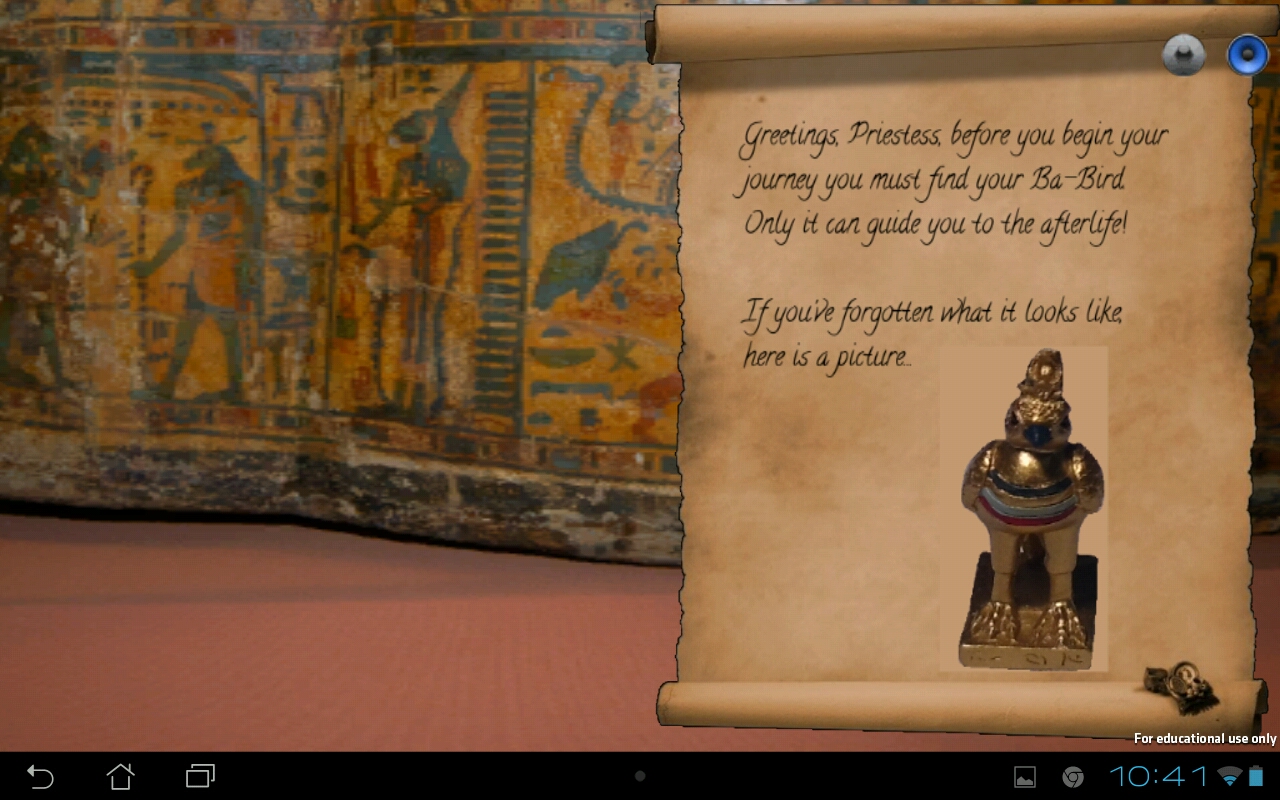 Greetings, Priestess, before you begin your
journey you must find your Ba-Bird.
Only it can guide you to the afterlife!
If you've forgotten what it looks like,
here is a picture...
For educational use only
10:41